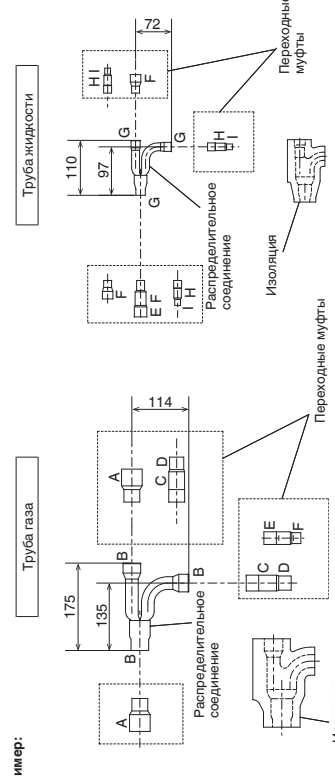 имер:
Труба газа
175
135
B
B
B
A
A
C D
114
C
D
E
F
Распределительное
соединение
Переходные муфты
Труба жидкости
110
97
G
G
G
H I
F
72
F
E F
I H
H
I
Распределительное
соединение
Переходные
муфты
Изоляция